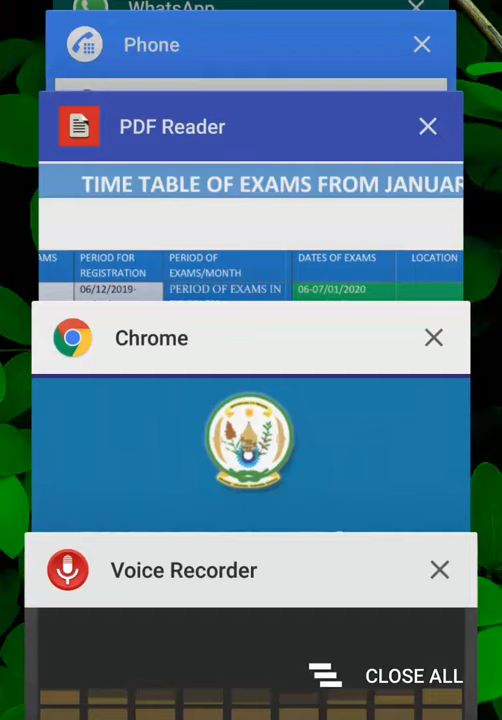 WhatsApp
Phone
PDF Reader
TIME TABLE OF EXAMS FROM JANUAR
AMS PERIOD FOR REGISTRATION PERIOD OF EXAMS/MONTH DATES OF EXAMS LOCATION
06/12/2019- PERIOD OF EXAMS IN 06-07/01/2020
Chrome
Voice Recorder
CLOSE ALL